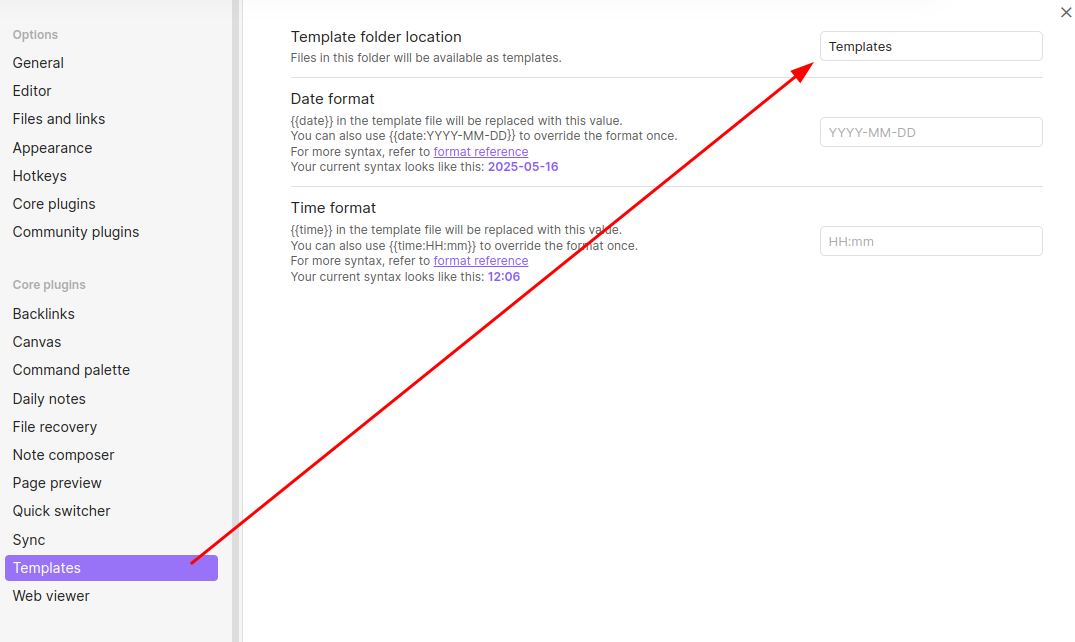 Options
General
Editor
Files and links
Appearance
Hotkeys
Core plugins
Community plugins
Core plugins
Backlinks
Canvas
Command palette
Daily notes
File recovery
Note composer
Page preview
Quick switcher
Sync
Templates
Web viewer
Template folder location
Files in this folder will be available as templates.
Templates
Date format
{{date}} in the template file will be replaced with this value.
You can also use {{date:YYYY-MM-DD}} to override the format once.
For more syntax, refer to format reference
Your current syntax looks like this: 2025-05-16
YYYY-MM-DD
Time format
{{time}} in the template file will be replaced with this value.
You can also use {{time:HH:mm}} to override the format once.
For more syntax, refer to format reference
Your current syntax looks like this: 12:06
HH:mm